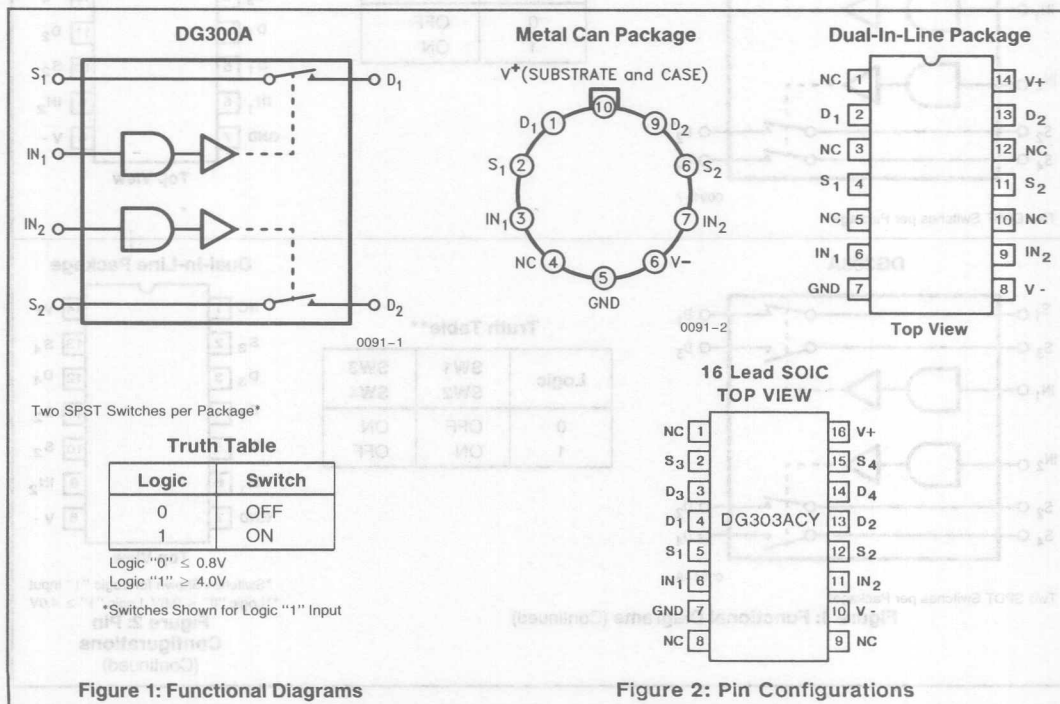 DG300A
S1
D1
IN1
IN2
S2
D2
0091-1
Two SPST Switches per Package*
Truth Table
Logic Switch
0 OFF
1 ON
Logic "0" ≤ 0.8V
Logic "1" ≥ 4.0V
*Switches Shown for Logic "1" Input
Figure 1: Functional Diagrams
Metal Can Package
V+ (SUBSTRATE and CASE)
10
D1 1
9 D2
S1 2
6 S2
IN1 3
7 IN2
NC 4
6 V-
5
GND
0091-2
Dual-In-Line Package
NC 1 14 V+
D1 2 13 D2
NC 3 12 NC
S1 4 11 S2
NC 5 10 NC
IN1 6 9 IN2
GND 7 8 V-
Top View
16 Lead SOIC
TOP VIEW
NC 1 16 V+
S3 2 15 S4
D3 3 14 D4
D1 4 DG303ACY 13 D2
S1 5 12 S2
IN1 6 11 IN2
GND 7 10 V-
NC 8 9 NC
Figure 2: Pin Configurations